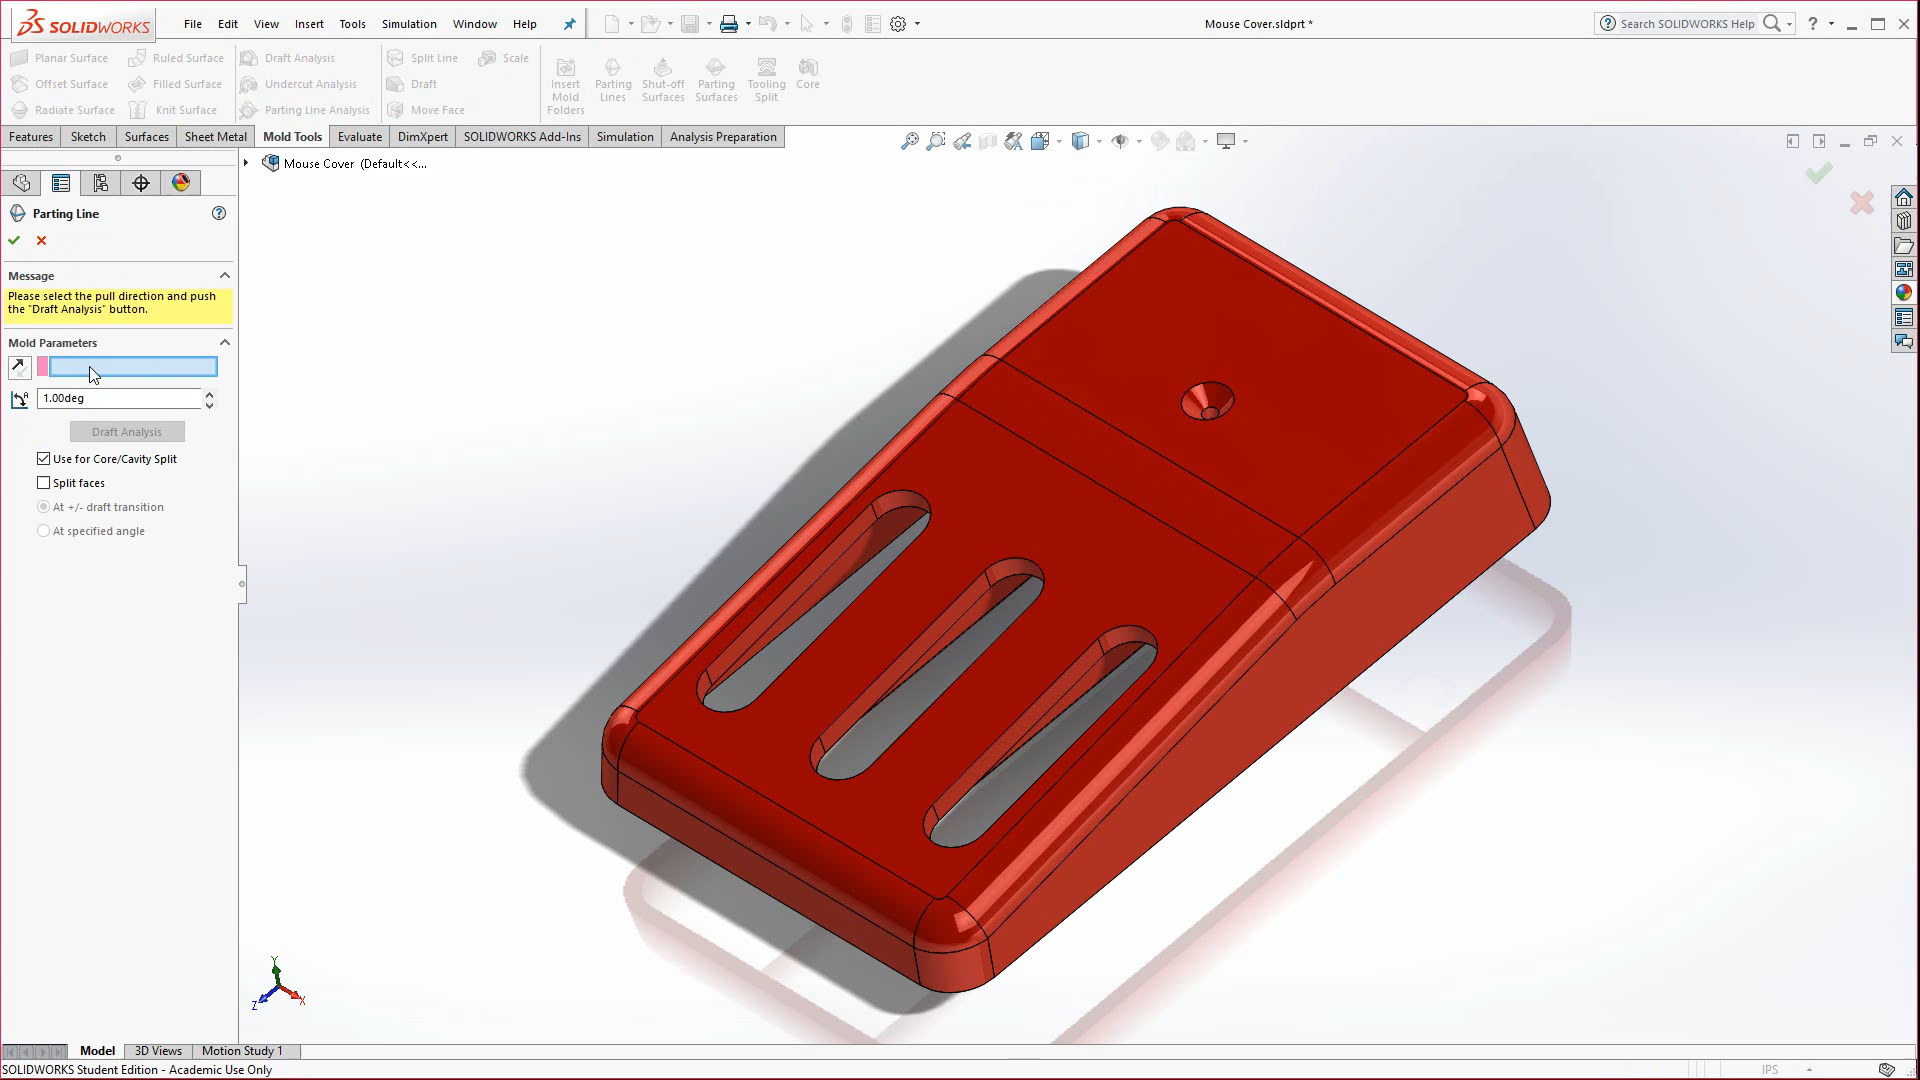 SOLIDWORKS File Edit View Insert Tools Simulation Window Help
Mouse Cover.sldprt *
Search SOLIDWORKS Help
?
Planar Surface Ruled Surface Draft Analysis Split Line Scale
Offset Surface Filled Surface Undercut Analysis Draft
Radiate Surface Knit Surface Parting Line Analysis Move Face
Insert Mold Folders
Parting Lines
Shut-off Surfaces
Parting Surfaces
Tooling Split
Core
Features Sketch Surfaces Sheet Metal Mold Tools Evaluate DimXpert SOLIDWORKS Add-Ins Simulation Analysis Preparation
Mouse Cover (Default<<...
Parting Line
?
Message
Please select the pull direction and push
the "Draft Analysis" button.
Mold Parameters
1.00deg
Draft Analysis
Use for Core/Cavity Split
Split faces
At +/- draft transition
At specified angle
Y
Z
X
Model 3D Views Motion Study 1
SOLIDWORKS Student Edition - Academic Use Only
IPS